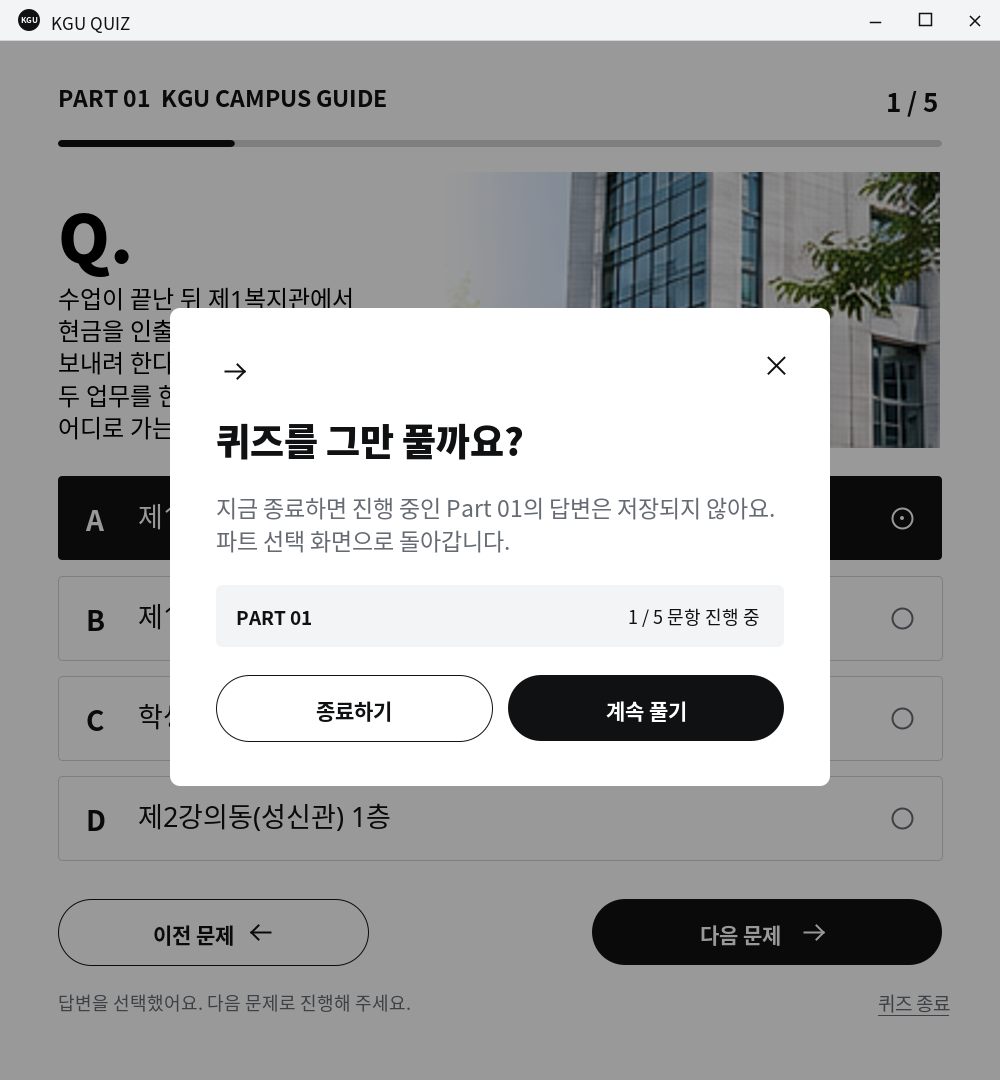 KGU KGU QUIZ
PART 01 KGU CAMPUS GUIDE
1 / 5
Q.
수업이 끝난 뒤 제1복지관에서
현금을 인출
보내려 한다
두 업무를 한
어디로 가는
퀴즈를 그만 풀까요?
지금 종료하면 진행 중인 Part 01의 답변은 저장되지 않아요.
파트 선택 화면으로 돌아갑니다.
PART 01
1 / 5 문항 진행 중
종료하기
계속 풀기
A 제1
B 제1
C 학생
D 제2강의동(성신관) 1층
이전 문제
다음 문제
답변을 선택했어요. 다음 문제로 진행해 주세요.
퀴즈 종료